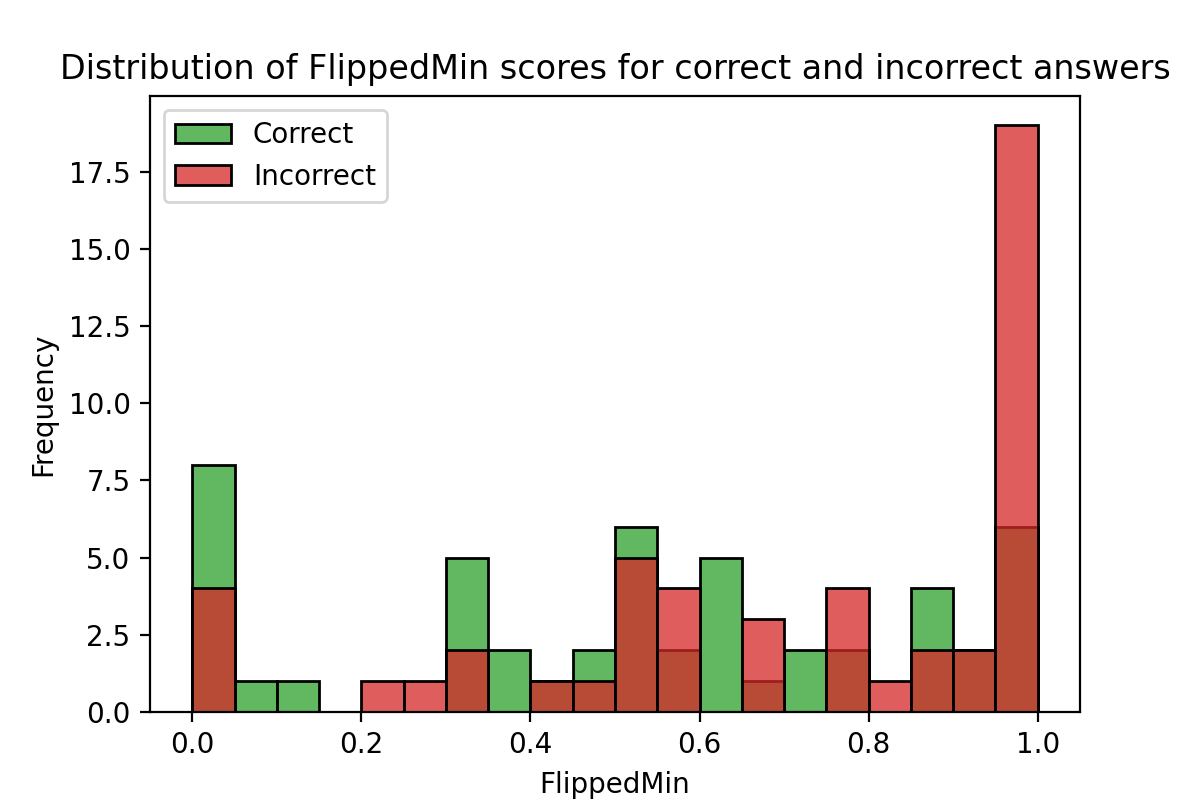 Distribution of FlippedMin scores for correct and incorrect answers
Correct
Incorrect
Frequency
17.5
15.0
12.5
10.0
7.5
5.0
2.5
0.0
0.0 0.2 0.4 0.6 0.8 1.0
FlippedMin